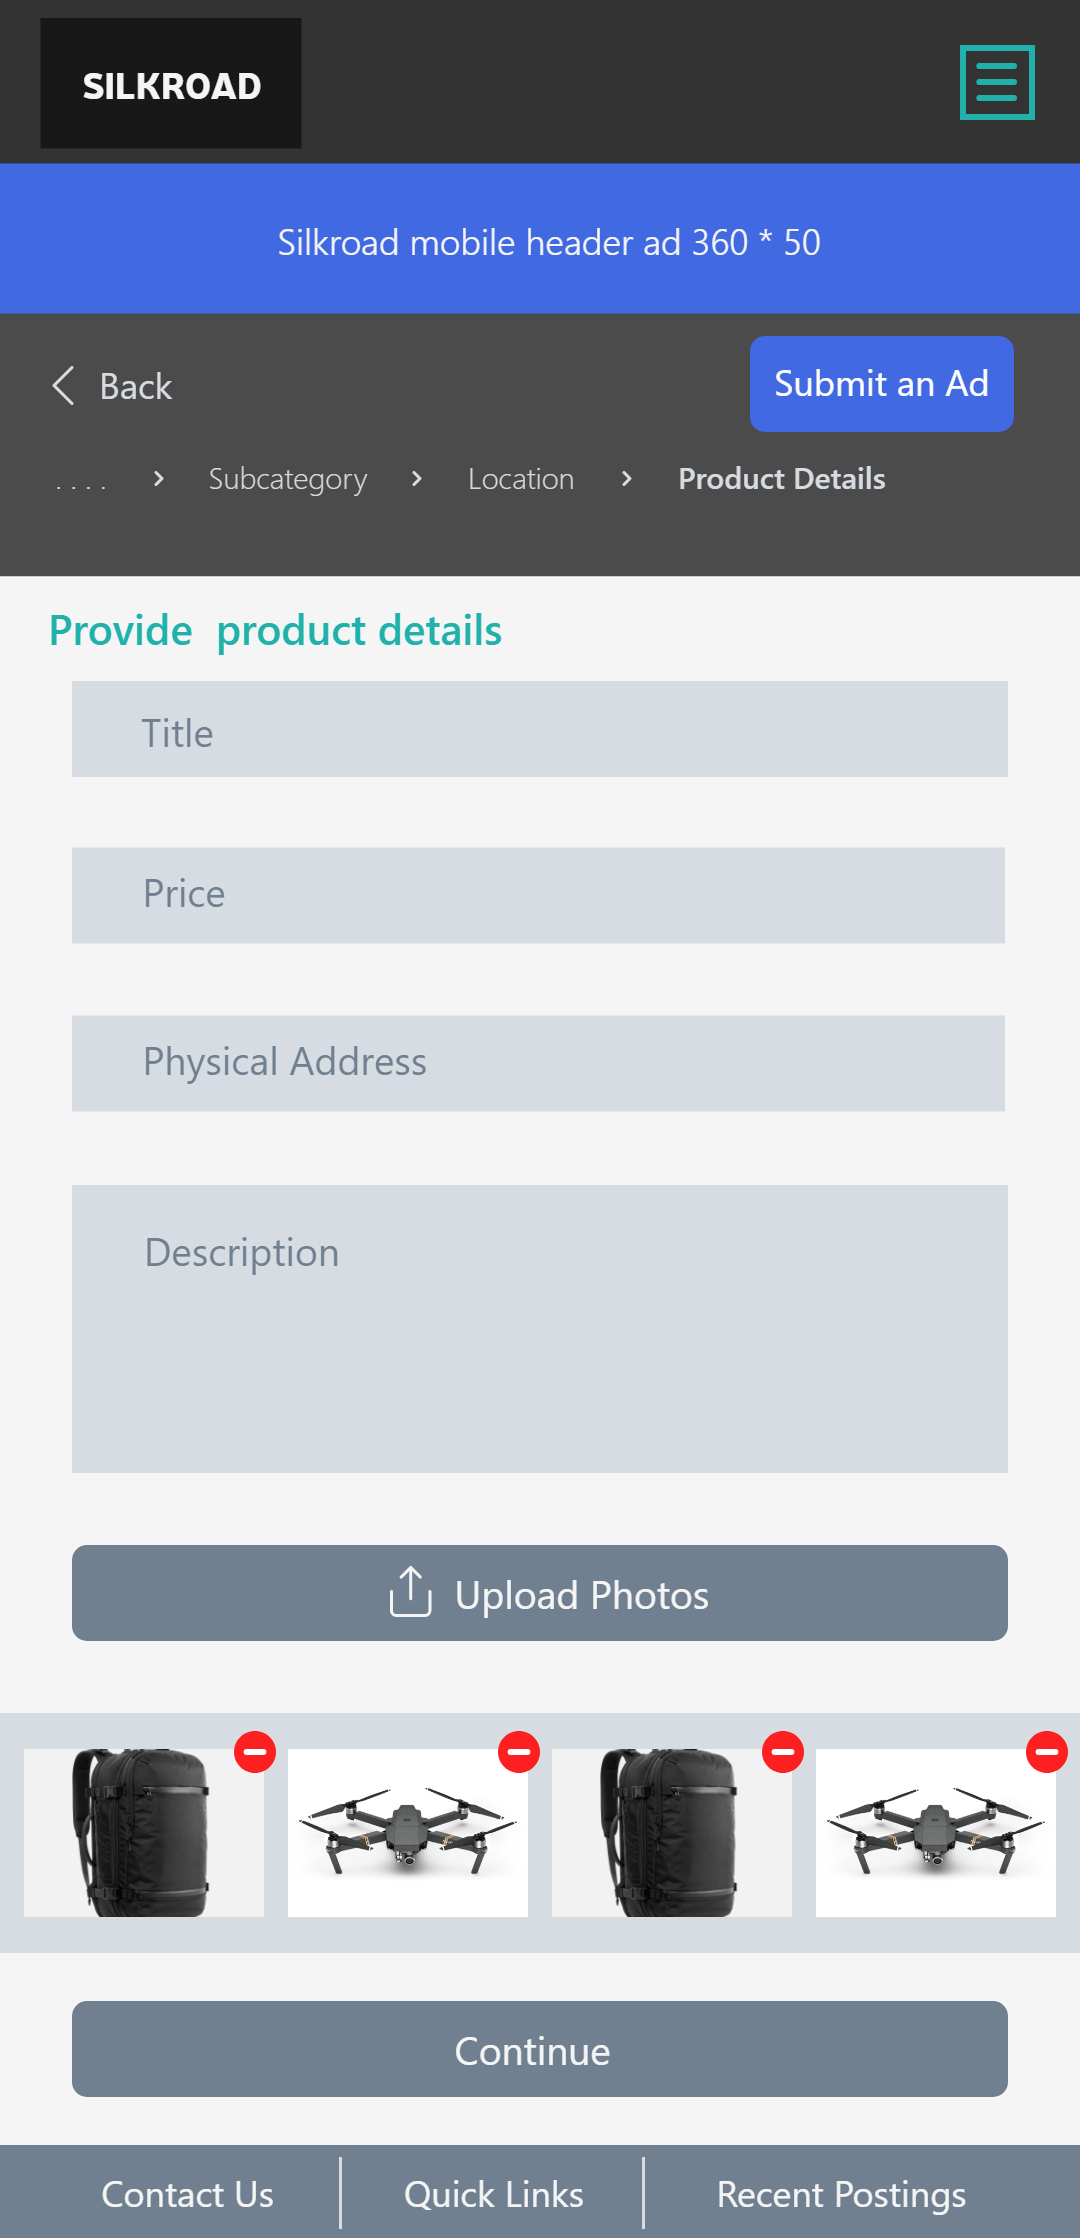 SILKROAD
Silkroad mobile header ad 360 * 50
Back
Submit an Ad
. . . . › Subcategory › Location › Product Details
Provide  product details
Title
Price
Physical Address
Description
Upload Photos
Continue
Contact Us
Quick Links
Recent Postings